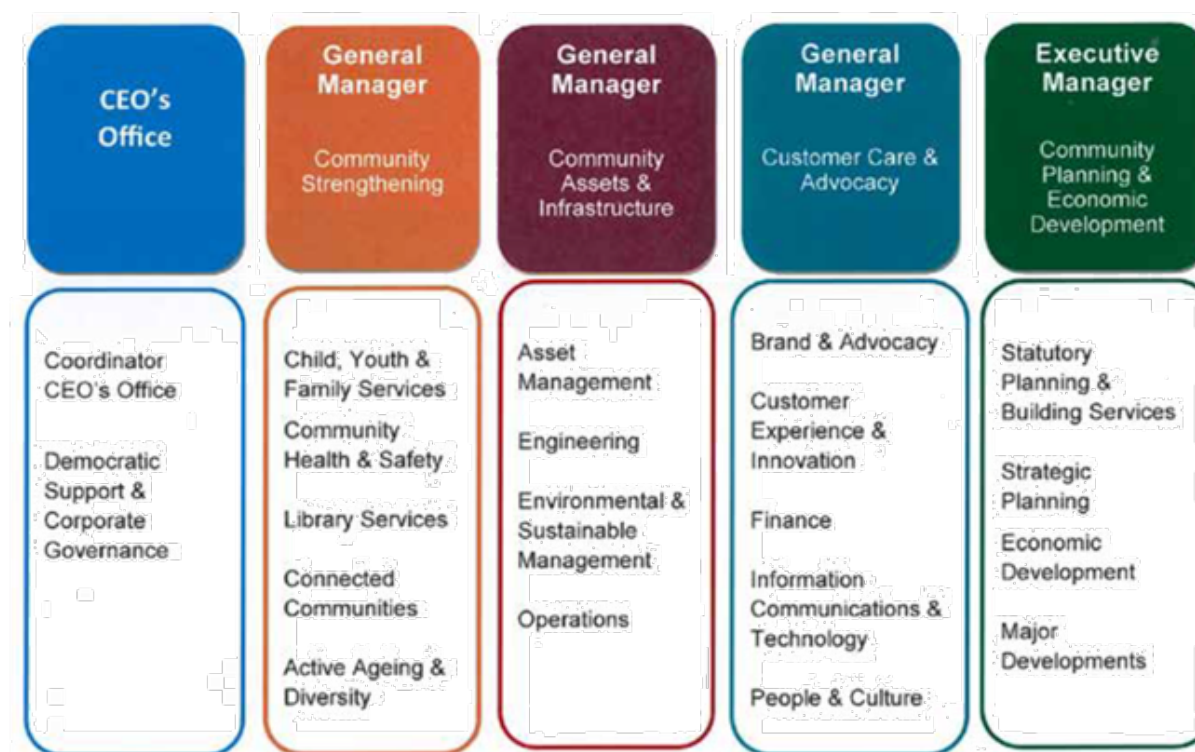 CEO's
Office
General
Manager
Community
Strengthening
General
Manager
Community
Assets &
Infrastructure
General
Manager
Customer Care &
Advocacy
Executive
Manager
Community
Planning &
Economic
Development
Coordinator
CEO's Office
Democratic
Support &
Corporate
Governance
Child, Youth &
Family Services
Community
Health & Safety
Library Services
Connected
Communities
Active Ageing &
Diversity
Asset
Management
Engineering
Environmental &
Sustainable
Management
Operations
Brand & Advocacy
Customer
Experience &
Innovation
Finance
Information
Communications &
Technology
People & Culture
Statutory
Planning &
Building Services
Strategic
Planning
Economic
Development
Major
Developments